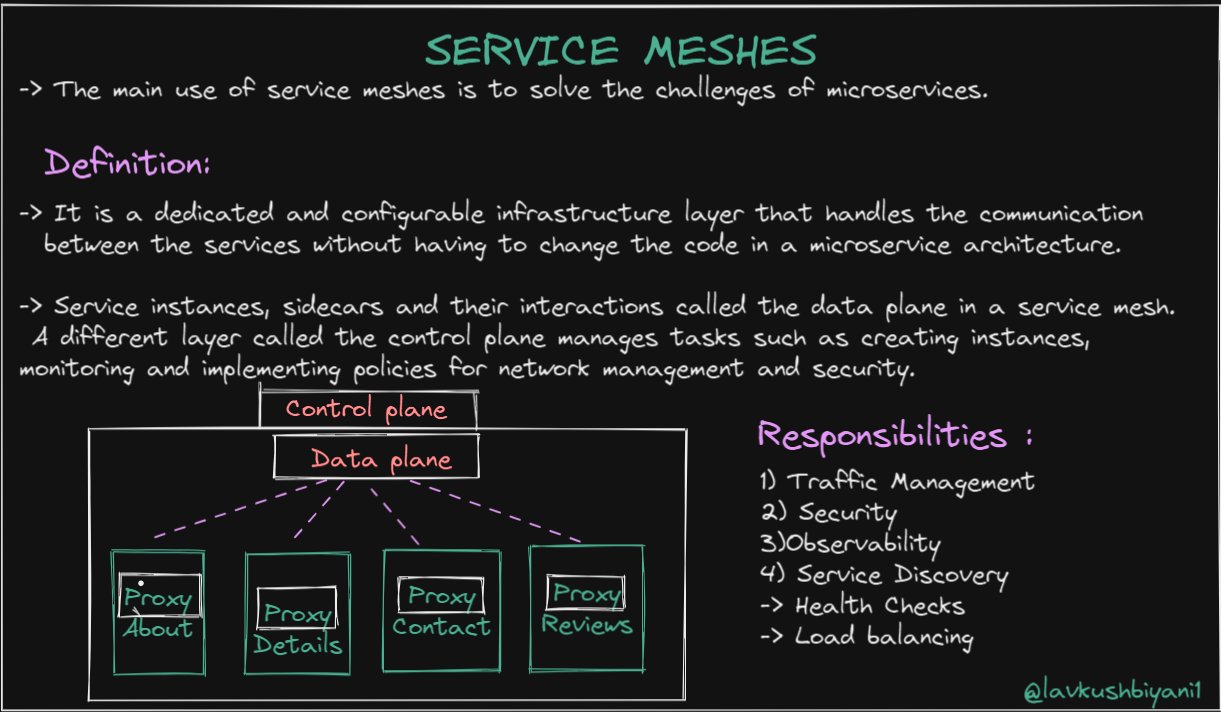 SERVICE MESHES
-> The main use of service meshes is to solve the challenges of microservices.
Definition:
-> It is a dedicated and configurable infrastructure layer that handles the communication
between the services without having to change the code in a microservice architecture.
-> Service instances, sidecars and their interactions called the data plane in a service mesh.
A different layer called the control plane manages tasks such as creating instances,
monitoring and implementing policies for network management and security.
Control plane
Data plane
Proxy
About
Proxy
Details
Proxy
Contact
Proxy
Reviews
Responsibilities :
1) Traffic Management
2) Security
3)Observability
4) Service Discovery
-> Health Checks
-> Load balancing
@lavkushbiyani1